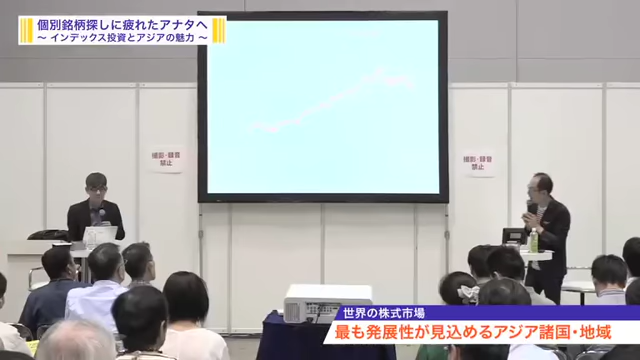 個別銘柄探しに疲れたアナタへ
～ インデックス投資とアジアの魅力 ～
撮影・録音
禁止
撮影・録音
禁止
世界の株式市場
最も発展性が見込めるアジア諸国・地域